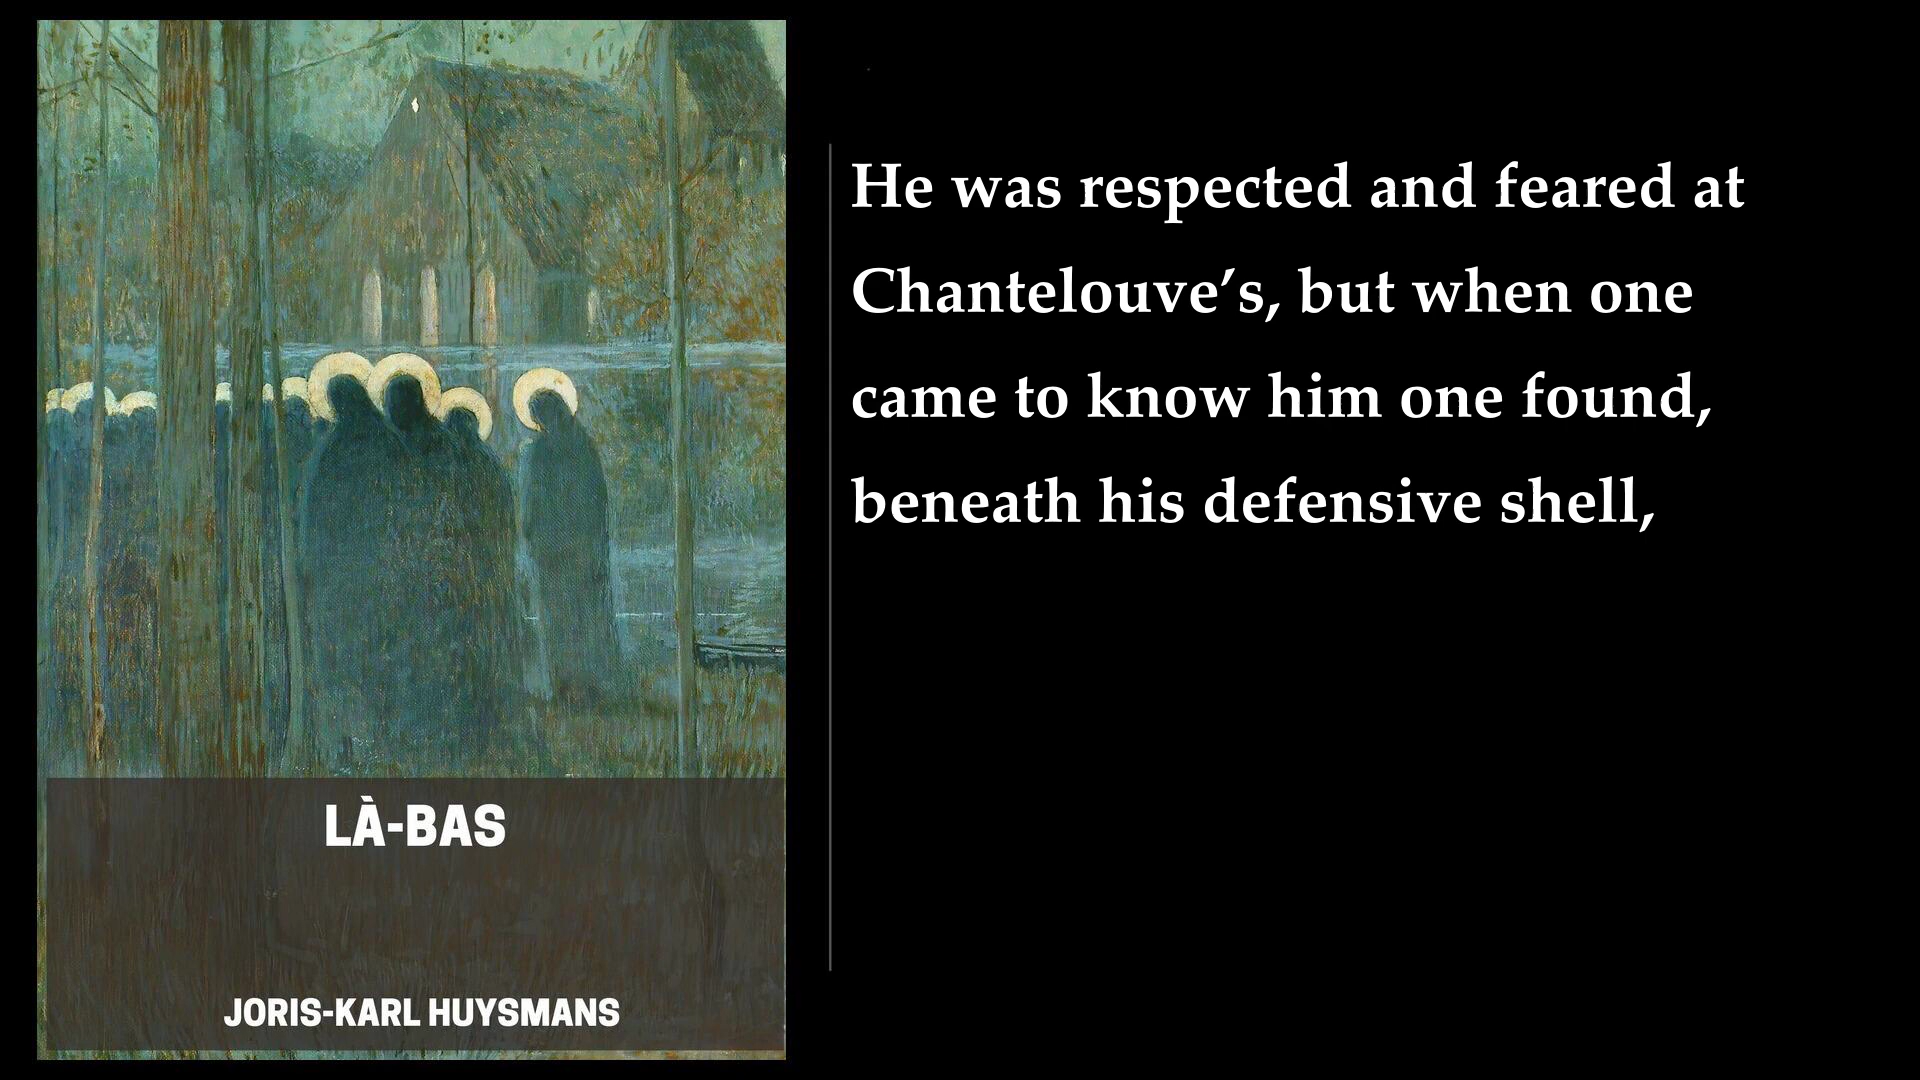 LÀ-BAS
JORIS-KARL HUYSMANS
He was respected and feared at
Chantelouve’s, but when one
came to know him one found,
beneath his defensive shell,